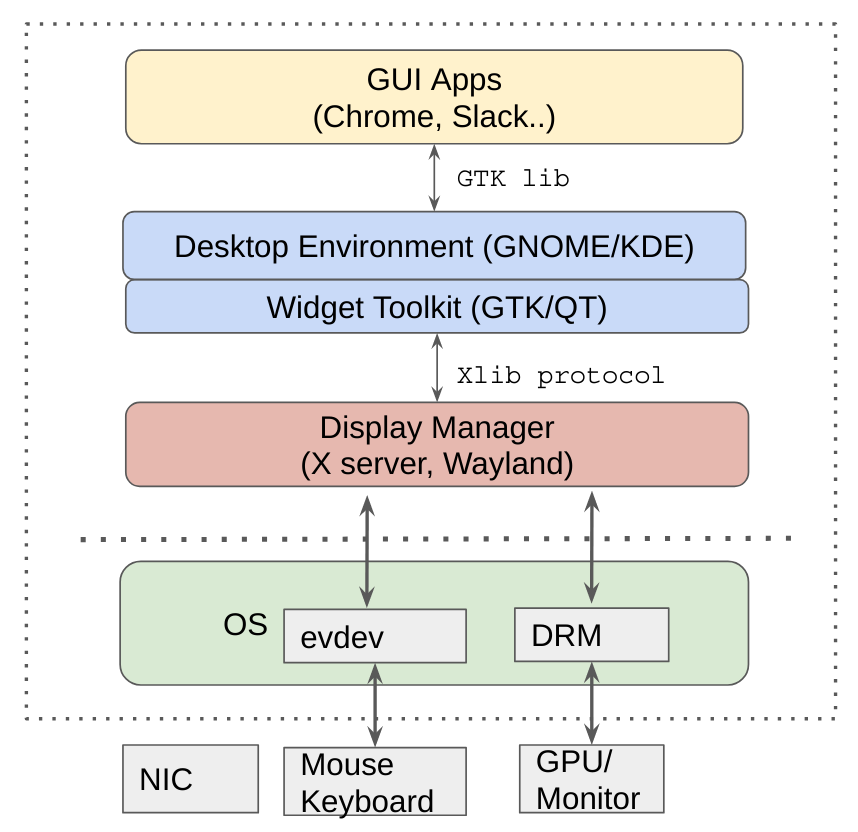 GUI Apps
(Chrome, Slack..)
GTK lib
Desktop Environment (GNOME/KDE)
Widget Toolkit (GTK/QT)
Xlib protocol
Display Manager
(X server, Wayland)
OS
evdev
DRM
NIC
Mouse
Keyboard
GPU/
Monitor